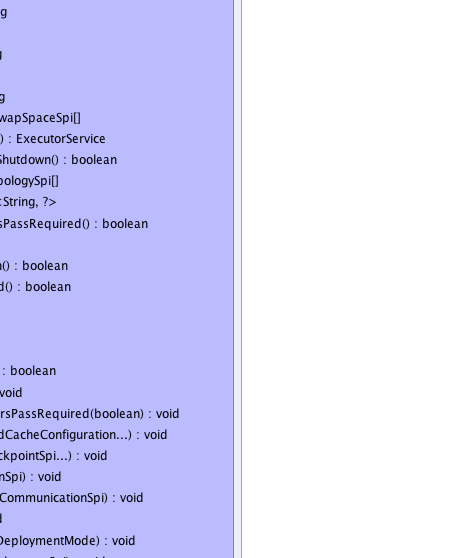 g
g
g
wapSpaceSpi[]
) : ExecutorService
Shutdown() : boolean
pologySpi[]
<String, ?>
sPassRequired() : boolean
n() : boolean
d() : boolean
: boolean
void
rsPassRequired(boolean) : void
dCacheConfiguration...) : void
ckpointSpi...) : void
nSpi) : void
CommunicationSpi) : void
d
DeploymentMode) : void